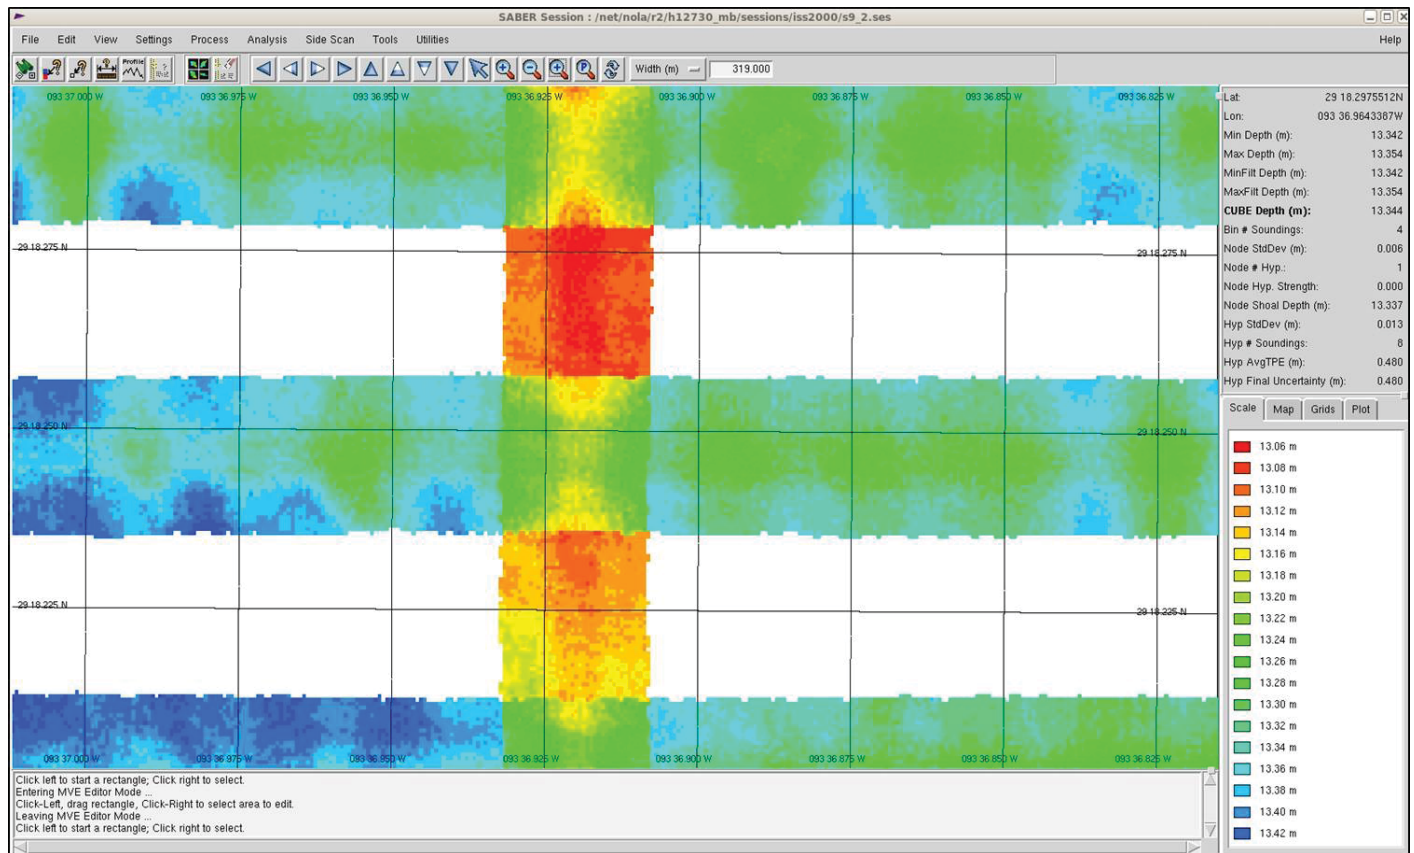 SABER Session : /net/nola/r2/h12730_mb/sessions/iss2000/s9_2.ses
File Edit View Settings Process Analysis Side Scan Tools Utilities Help
Profile P Width (m) 319.000
093 37.000 W 093 36.975 W 093 36.950 W 093 36.925 W 093 36.900 W 093 36.875 W 093 36.850 W 093 36.825 W
29 18.275 N 29 18.275 N
29 18.250 N 29 18.250 N
29 18.225 N 29 18.225 N
093 37.000 W 093 36.975 W 093 36.950 W 093 36.925 W 093 36.900 W 093 36.875 W 093 36.850 W 093 36.825 W
Lat: 29 18.2975512N
Lon: 093 36.9643387W
Min Depth (m): 13.342
Max Depth (m): 13.354
MinFilt Depth (m): 13.342
MaxFilt Depth (m): 13.354
CUBE Depth (m): 13.344
Bin # Soundings: 4
Node StdDev (m): 0.006
Node # Hyp.: 1
Node Hyp. Strength: 0.000
Node Shoal Depth (m): 13.337
Hyp StdDev (m): 0.013
Hyp # Soundings: 8
Hyp AvgTPE (m): 0.480
Hyp Final Uncertainty (m): 0.480
Scale Map Grids Plot
13.06 m
13.08 m
13.10 m
13.12 m
13.14 m
13.16 m
13.18 m
13.20 m
13.22 m
13.24 m
13.26 m
13.28 m
13.30 m
13.32 m
13.34 m
13.36 m
13.38 m
13.40 m
13.42 m
Click left to start a rectangle; Click right to select.
Entering MVE Editor Mode ...
Click-Left, drag rectangle, Click-Right to select area to edit.
Leaving MVE Editor Mode ...
Click left to start a rectangle; Click right to select.